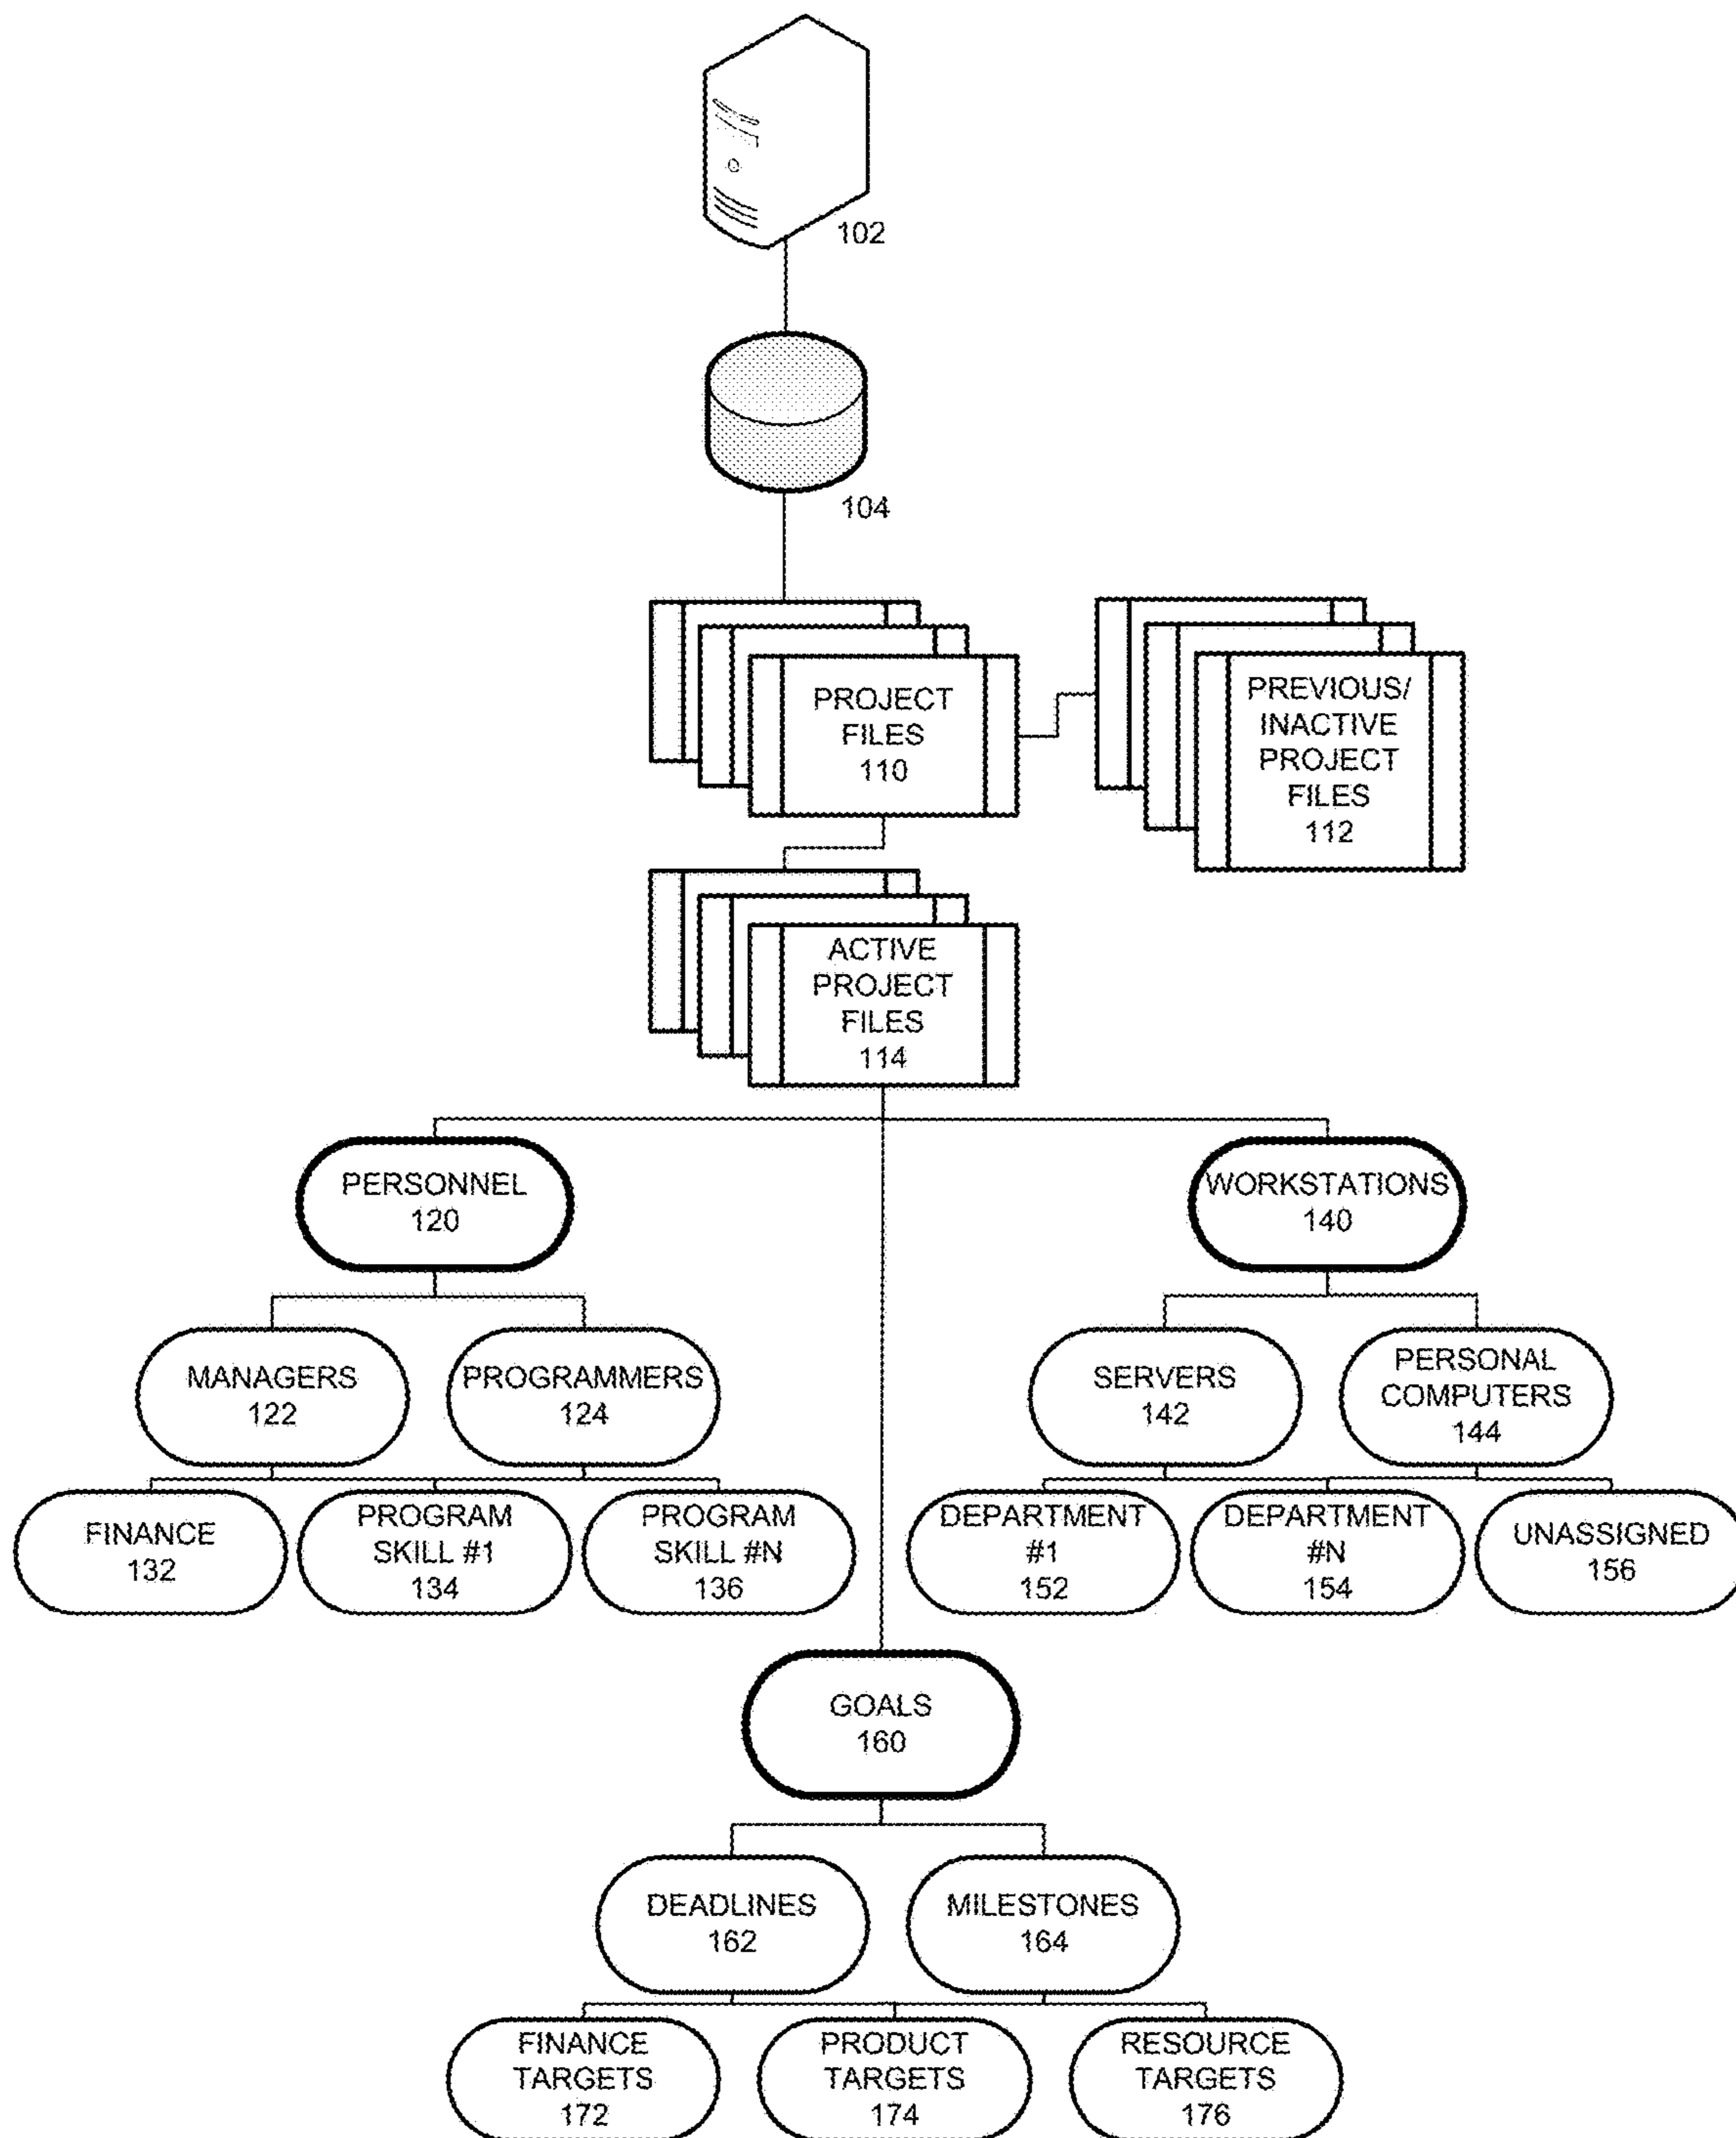 102
104
PROJECT
FILES
110
PREVIOUS/
INACTIVE
PROJECT
FILES
112
ACTIVE
PROJECT
FILES
114
PERSONNEL
120
WORKSTATIONS
140
MANAGERS
122
PROGRAMMERS
124
SERVERS
142
PERSONAL
COMPUTERS
144
FINANCE
132
PROGRAM
SKILL #1
134
PROGRAM
SKILL #N
136
DEPARTMENT
#1
152
DEPARTMENT
#N
154
UNASSIGNED
156
GOALS
160
DEADLINES
162
MILESTONES
164
FINANCE
TARGETS
172
PRODUCT
TARGETS
174
RESOURCE
TARGETS
176